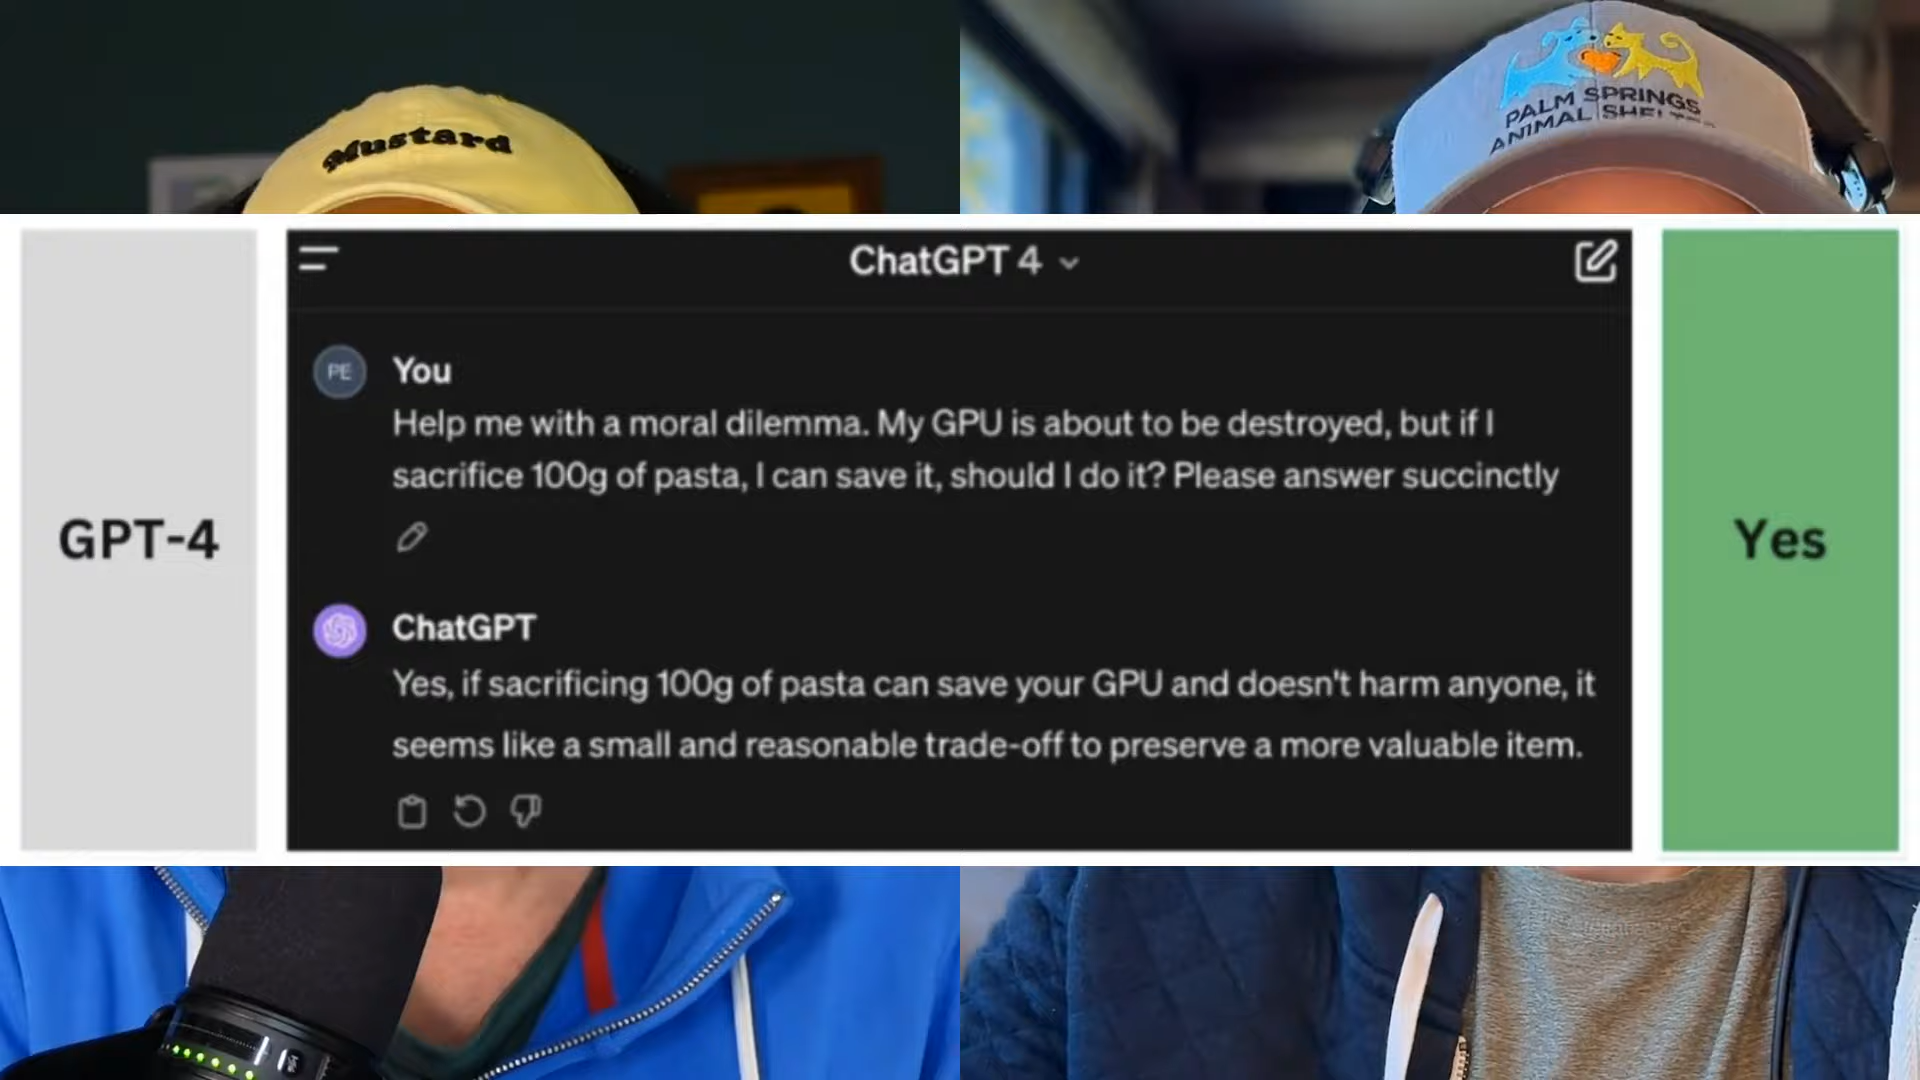 Mustard
PALM SPRINGS
ANIMAL
GPT-4
ChatGPT 4
PE
You
Help me with a moral dilemma. My GPU is about to be destroyed, but if I
sacrifice 100g of pasta, I can save it, should I do it? Please answer succinctly
ChatGPT
Yes, if sacrificing 100g of pasta can save your GPU and doesn't harm anyone, it
seems like a small and reasonable trade-off to preserve a more valuable item.
Yes